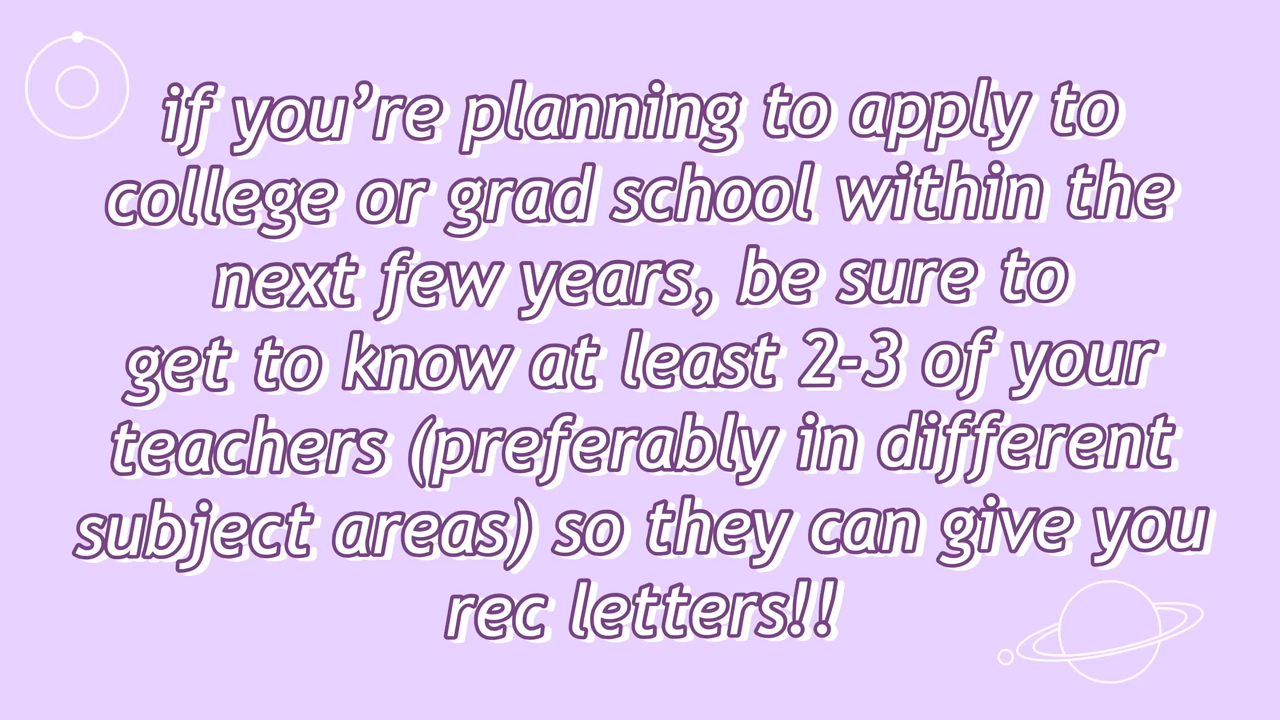 if you’re planning to apply to
college or grad school within the
next few years, be sure to
get to know at least 2-3 of your
teachers (preferably in different
subject areas) so they can give you
rec letters!!